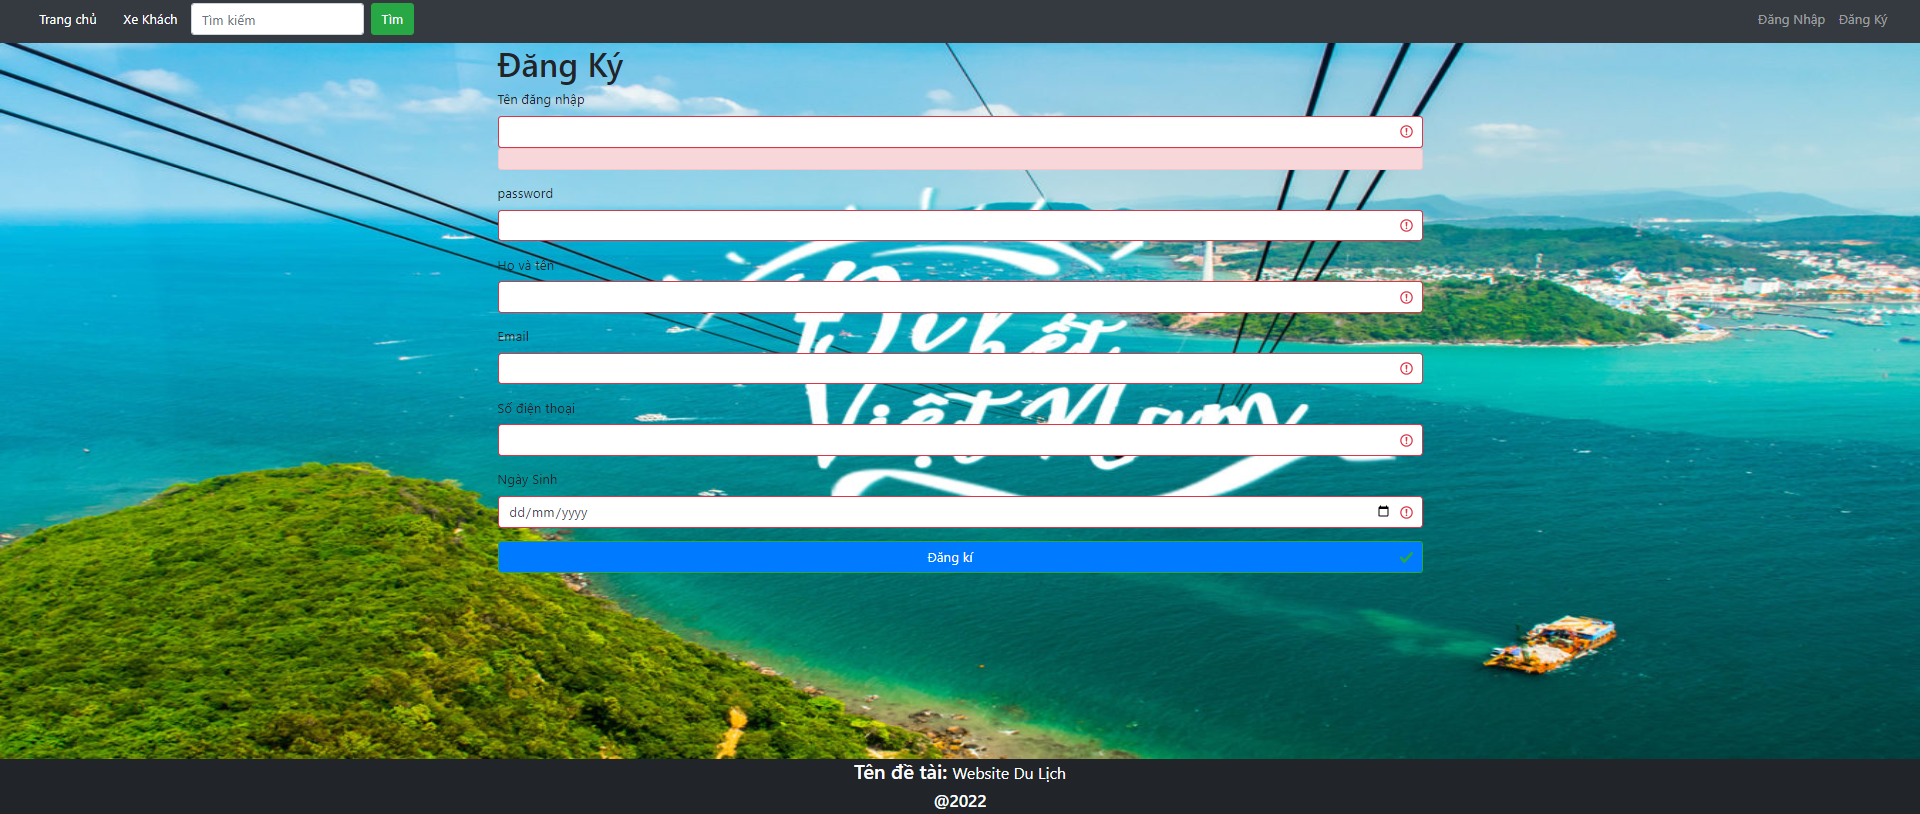 Trang chủ Xe Khách Tìm kiếm Tìm Đăng Nhập Đăng Ký
Đăng Ký
Tên đăng nhập
password
Họ và tên
Email
Số điện thoại
Ngày Sinh
dd/mm/yyyy
Đăng kí
Việt Nam
Tên đề tài: Website Du Lịch
@2022